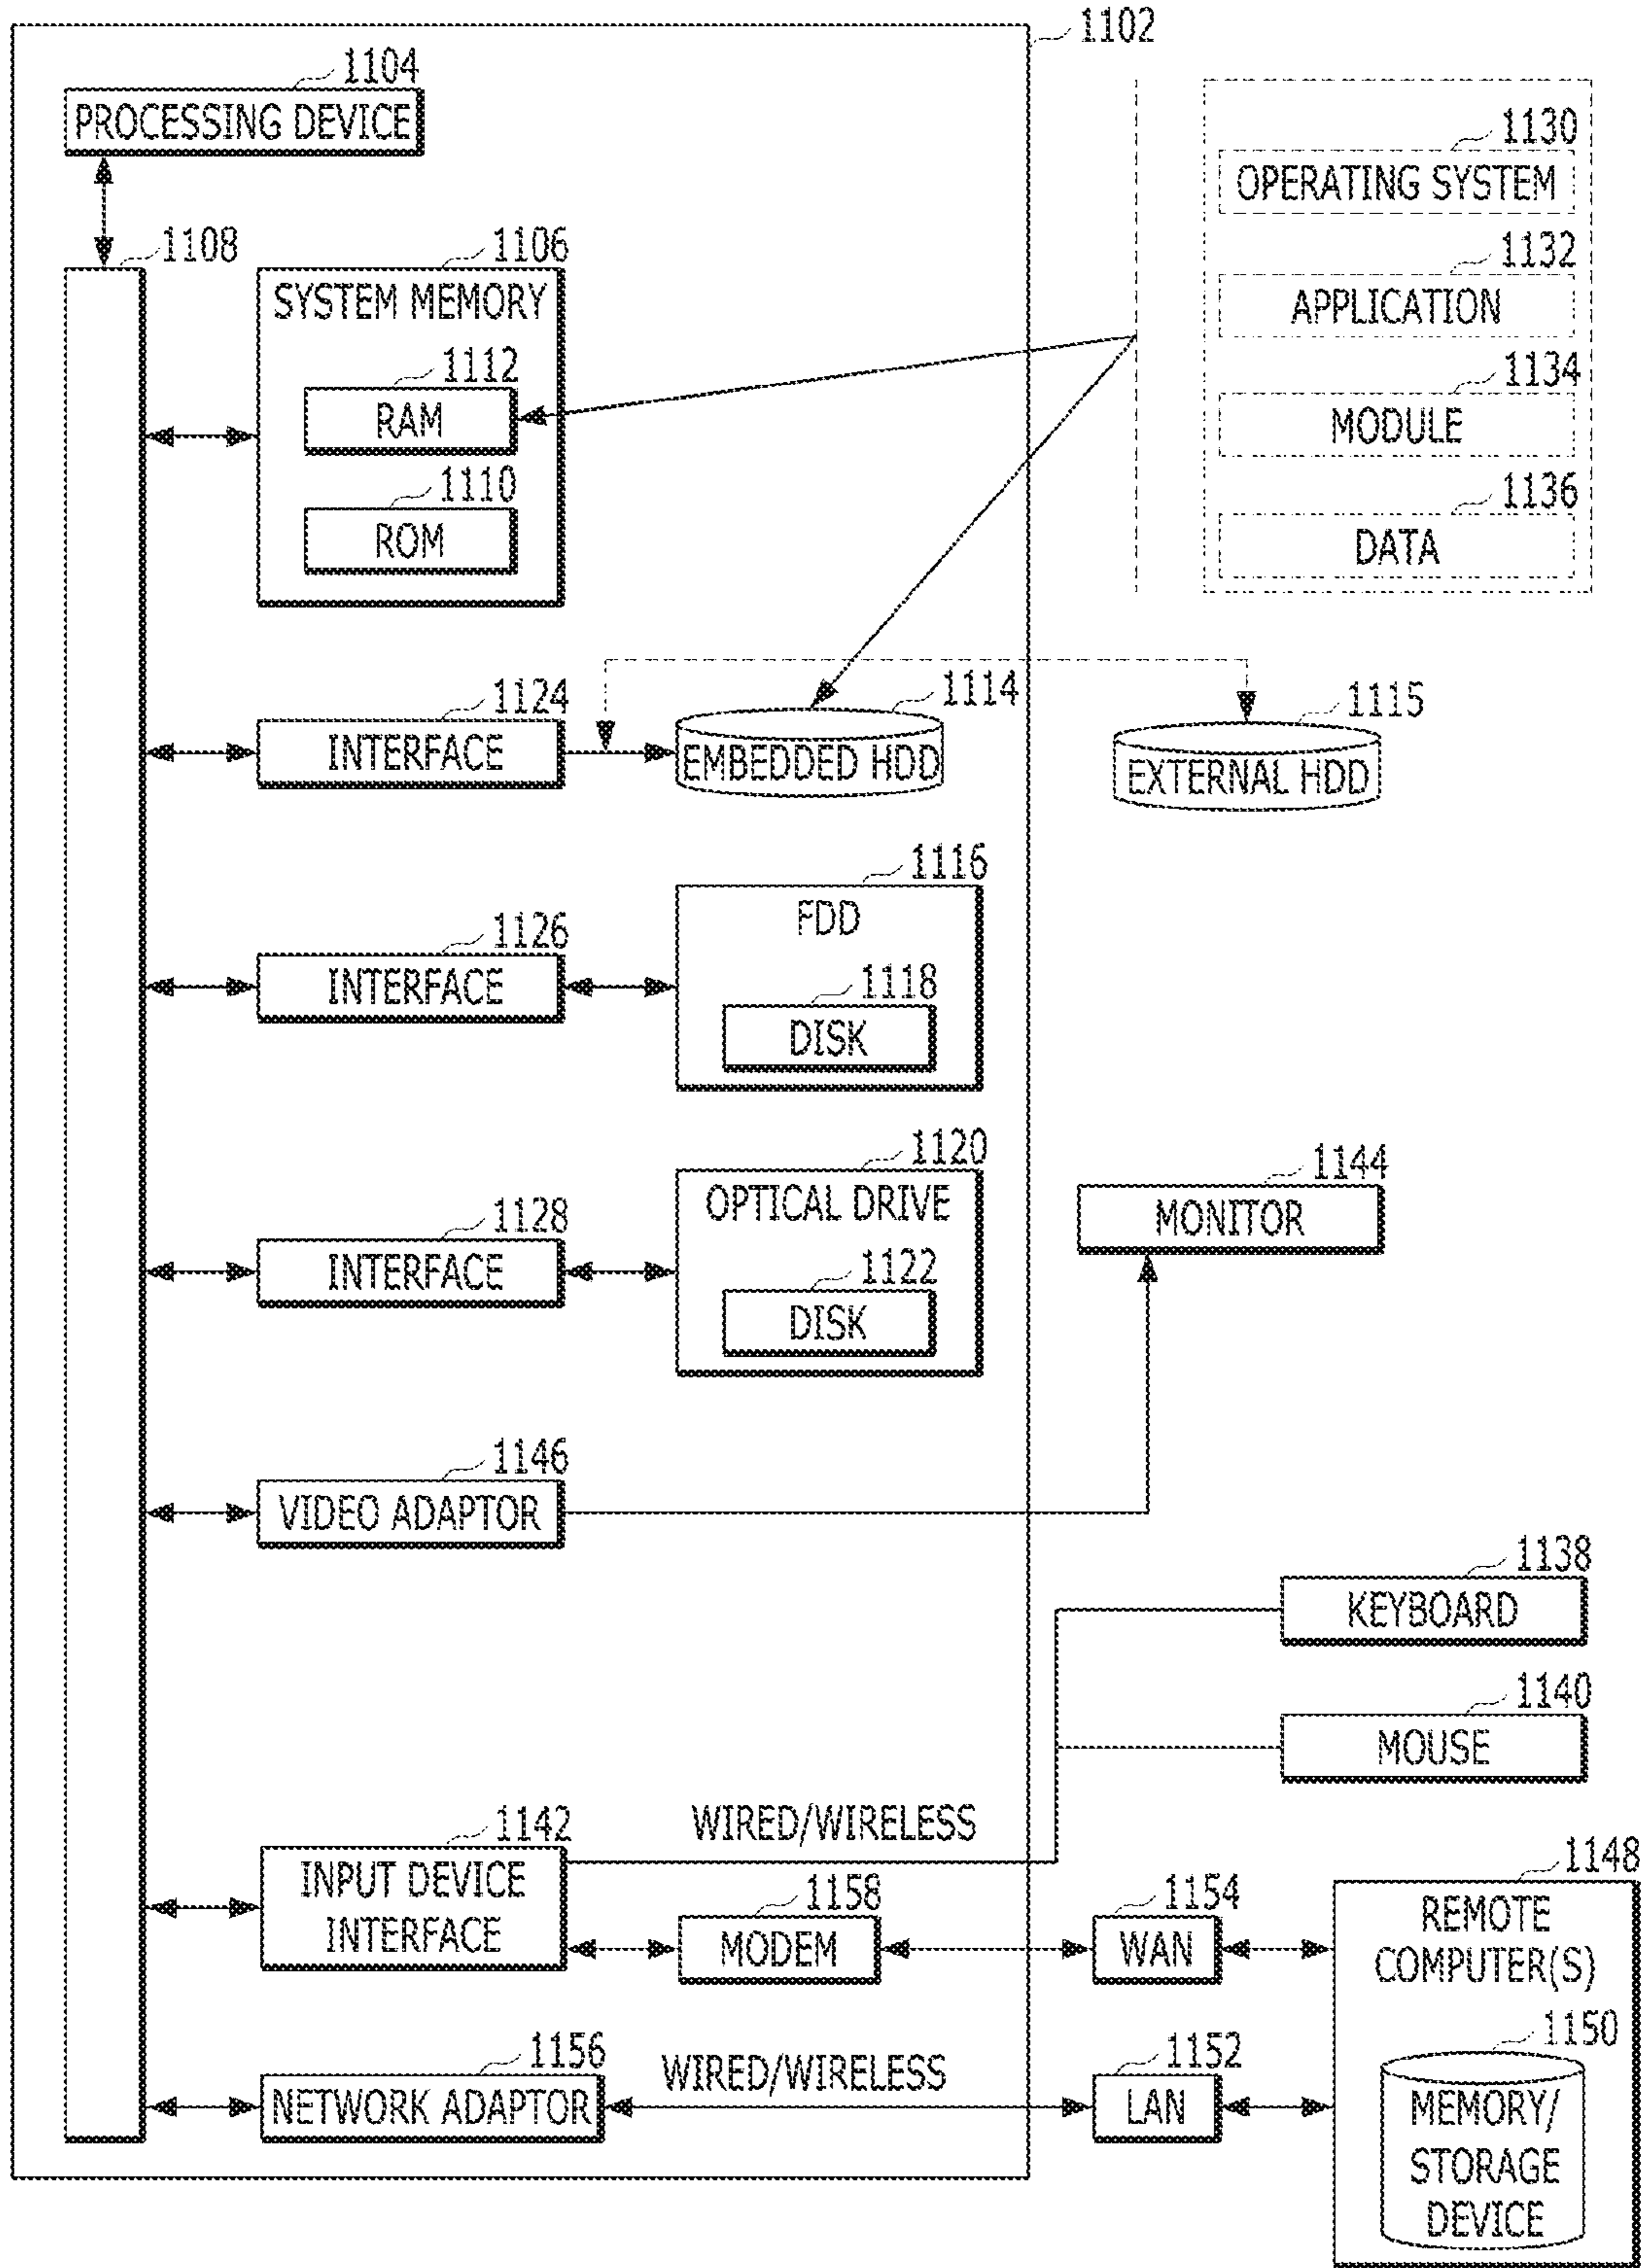 1102
1104
PROCESSING DEVICE
1108
1106
SYSTEM MEMORY
1112
RAM
1110
ROM
1130
OPERATING SYSTEM
1132
APPLICATION
1134
MODULE
1136
DATA
1124
INTERFACE
1114
EMBEDDED HDD
1115
EXTERNAL HDD
1126
INTERFACE
1116
FDD
1118
DISK
1128
INTERFACE
1120
OPTICAL DRIVE
1122
DISK
1144
MONITOR
1146
VIDEO ADAPTOR
1138
KEYBOARD
1140
MOUSE
1142
INPUT DEVICE
INTERFACE
WIRED/WIRELESS
1158
MODEM
1154
WAN
1148
REMOTE
COMPUTER(S)
1150
MEMORY/
STORAGE
DEVICE
1156
NETWORK ADAPTOR
WIRED/WIRELESS
1152
LAN